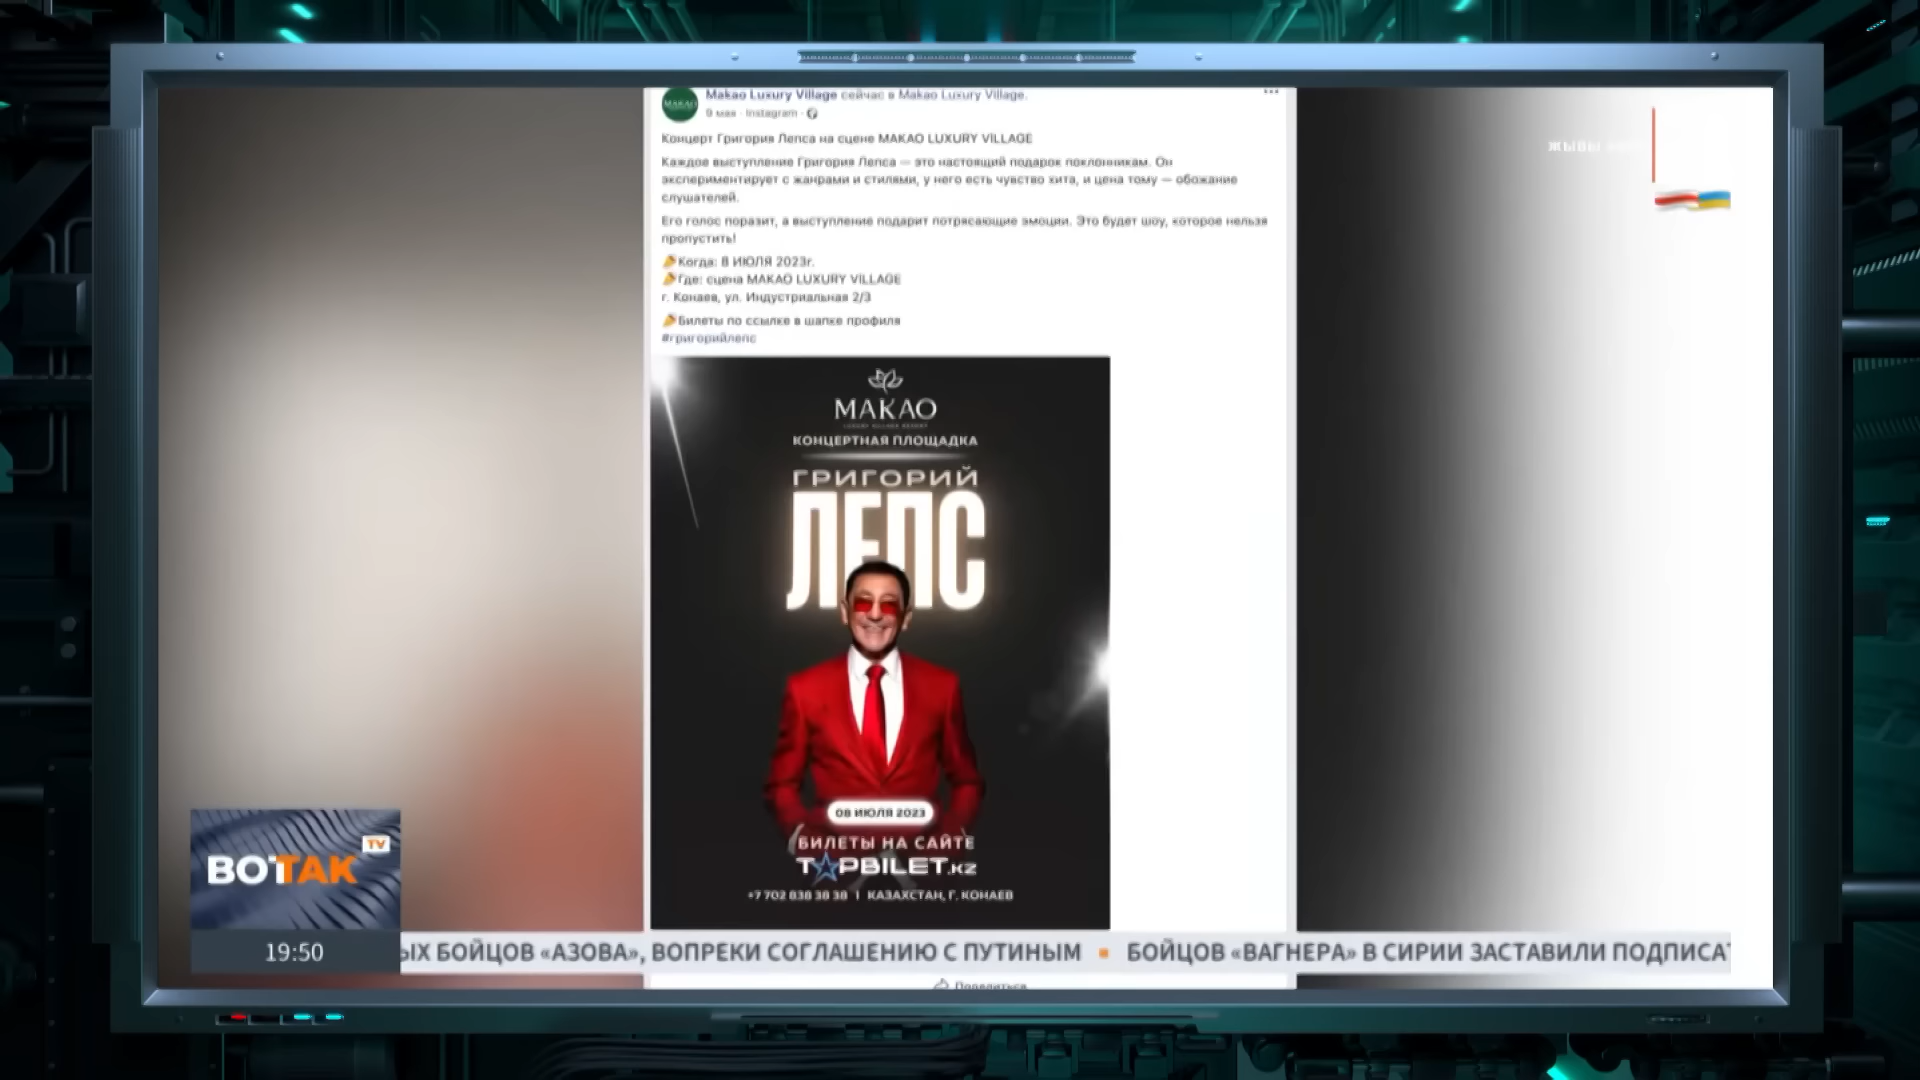 Makao Luxury Village сейчас в Makao Luxury Village.
9 мая · Instagram ·
Концерт Григория Лепса на сцене MAKAO LUXURY VILLAGE
Каждое выступление Григория Лепса — это настоящий подарок поклонникам. Он
экспериментирует с жанрами и стилями, у него есть чувство хита, и цена тому — обожание
слушателей.
Его голос поразит, а выступление подарит потрясающие эмоции. Это будет шоу, которое нельзя
пропустить!
Когда: 8 ИЮЛЯ 2023г.
Где: сцена MAKAO LUXURY VILLAGE
г. Конаев, ул. Индустриальная 2/3
Билеты по ссылке в шапке профиля
#григорийлепс
MAKAO
КОНЦЕРТНАЯ ПЛОЩАДКА
ГРИГОРИЙ
ЛЕПС
08 ИЮЛЯ 2023
БИЛЕТЫ НА САЙТЕ
TOPBILET.KZ
+7 702 838 38 38 | КАЗАХСТАН, Г. КОНАЕВ
ЖЫВЫ
ВОТТАК TV
19:50
ЫХ БОЙЦОВ «АЗОВА», ВОПРЕКИ СОГЛАШЕНИЮ С ПУТИНЫМ ▪ БОЙЦОВ «ВАГНЕРА» В СИРИИ ЗАСТАВИЛИ ПОДПИСАТ
Поделиться